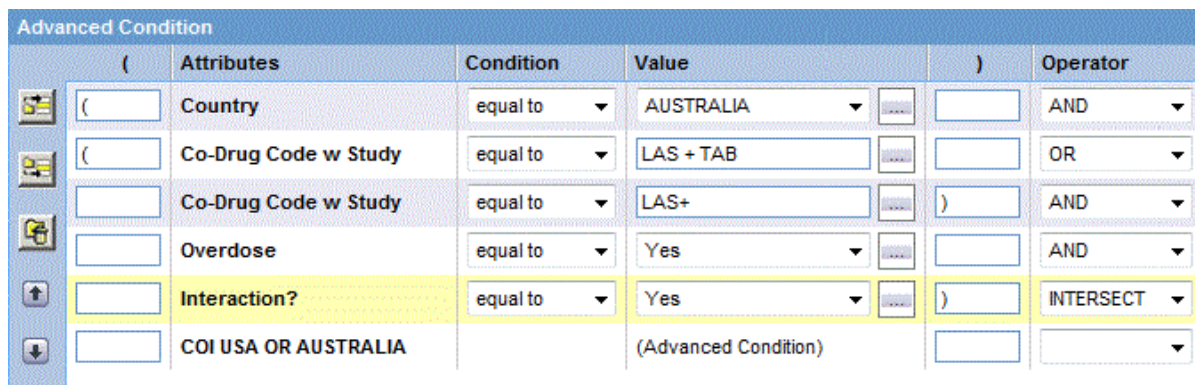 Advanced Condition
( Attributes Condition Value ) Operator
( Country equal to AUSTRALIA ... AND
( Co-Drug Code w Study equal to LAS + TAB ... OR
Co-Drug Code w Study equal to LAS+ ... ) AND
Overdose equal to Yes ... AND
Interaction? equal to Yes ... ) INTERSECT
COI USA OR AUSTRALIA (Advanced Condition)